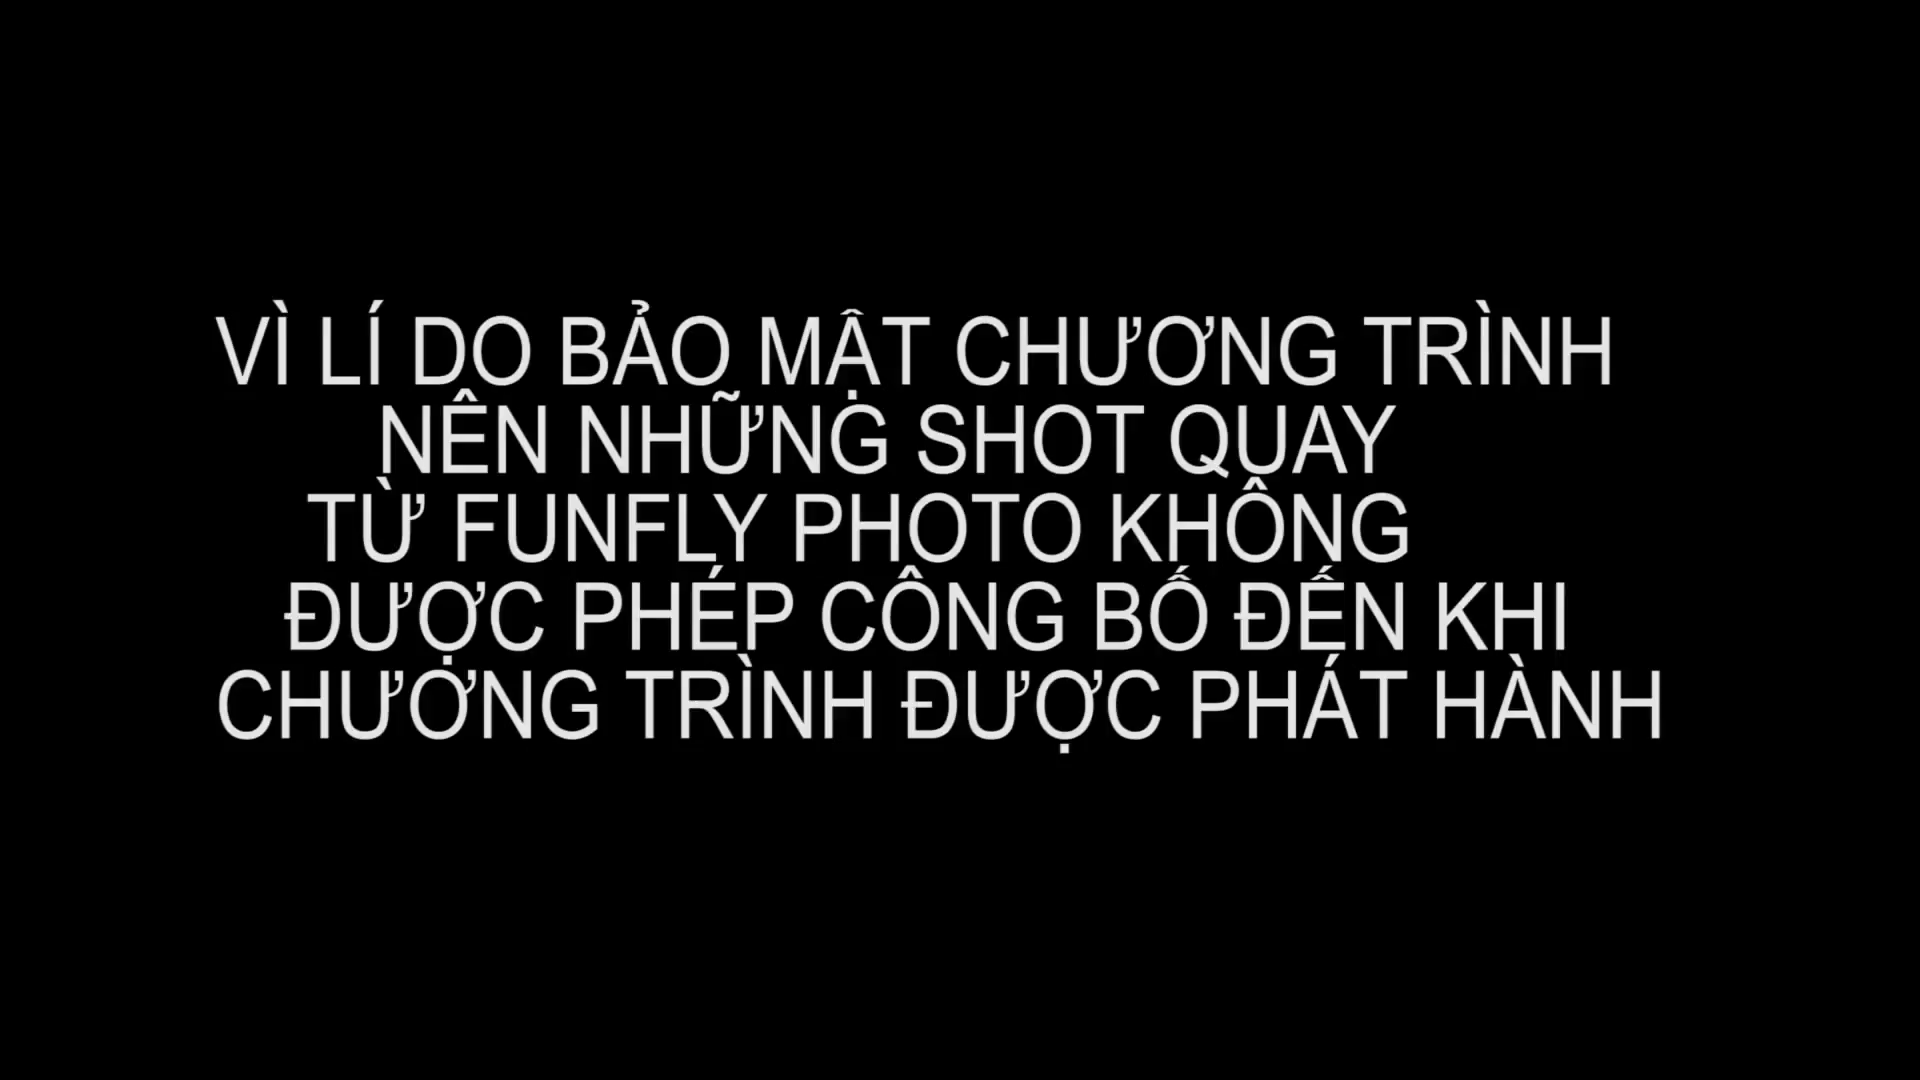 VÌ LÍ DO BẢO MẬT CHƯƠNG TRÌNH
NÊN NHỮNG SHOT QUAY
TỪ FUNFLY PHOTO KHÔNG
ĐƯỢC PHÉP CÔNG BỐ ĐẾN KHI
CHƯƠNG TRÌNH ĐƯỢC PHÁT HÀNH